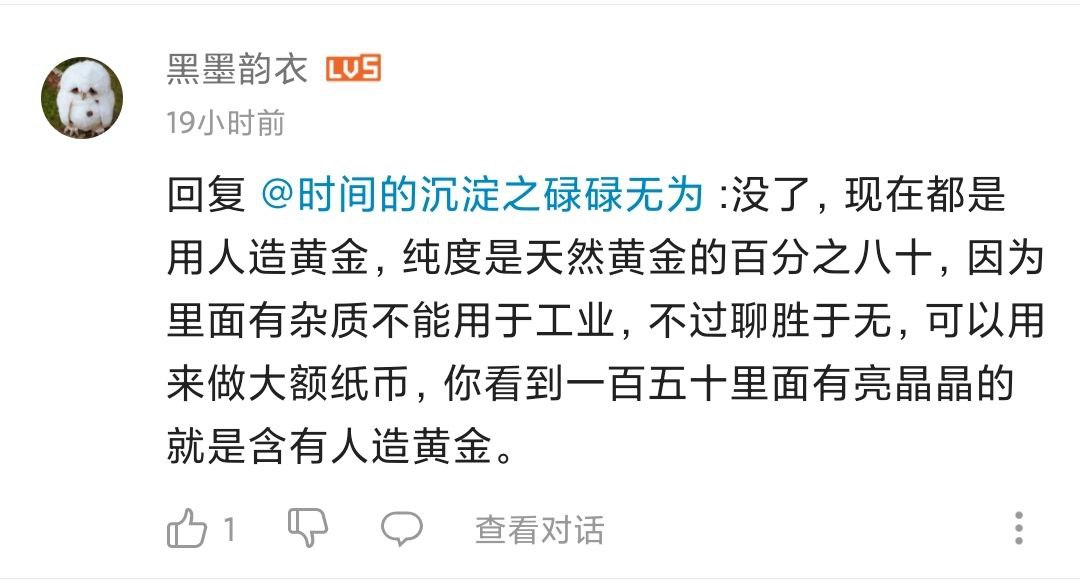 黑墨韵衣 LV5
19小时前
回复 @时间的沉淀之碌碌无为 :没了, 现在都是
用人造黄金, 纯度是天然黄金的百分之八十, 因为
里面有杂质不能用于工业, 不过聊胜于无, 可以用
来做大额纸币, 你看到一百五十里面有亮晶晶的
就是含有人造黄金。
1 查看对话